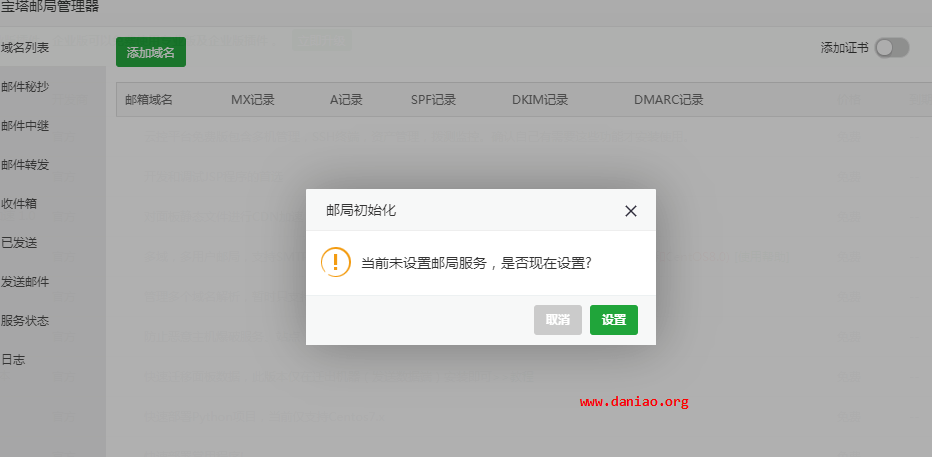 宝塔邮局管理器
域名列表
添加域名
添加证书
邮件秘抄
邮箱域名 MX记录 A记录 SPF记录 DKIM记录 DMARC记录
邮件中继
邮件转发
收件箱
已发送
发送邮件
服务状态
日志
邮局初始化
当前未设置邮局服务，是否现在设置?
取消 设置
www.daniao.org